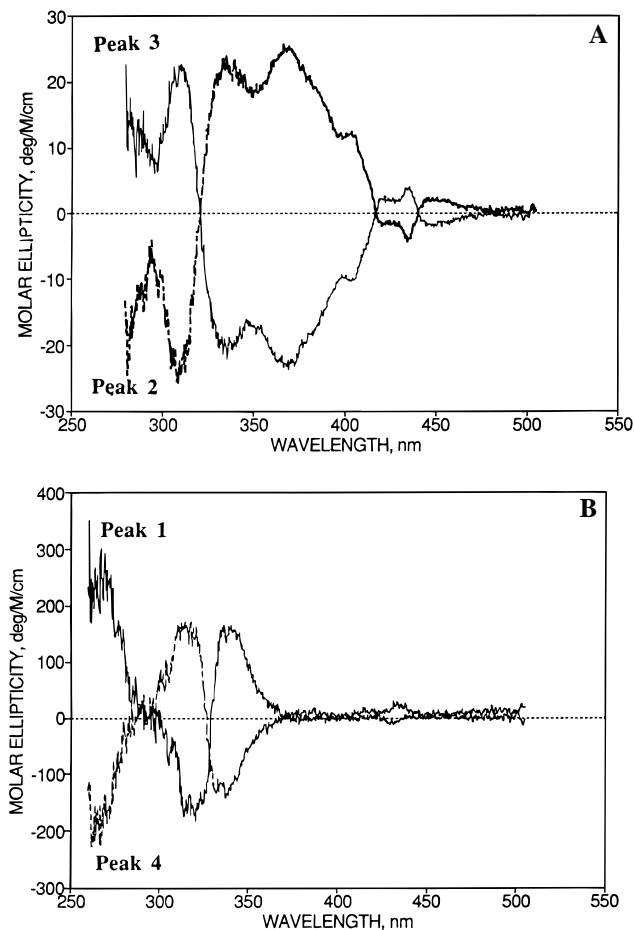 A
Peak 3
Peak 2
30
20
10
0
-10
-20
-30
250
300
350
400
450
500
550
MOLAR ELLIPTICITY, deg/M/cm
WAVELENGTH, nm
B
Peak 1
Peak 4
400
300
200
100
0
-100
-200
-300
250
300
350
400
450
500
550
MOLAR ELLIPTICITY, deg/M/cm
WAVELENGTH, nm